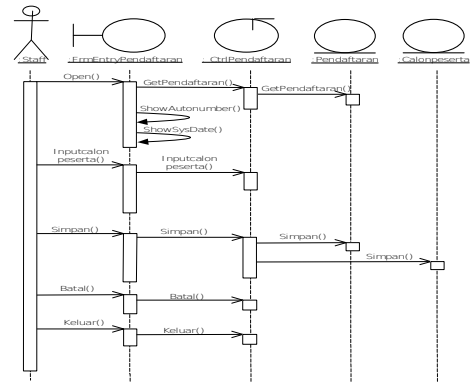 Staff
FrmEntryPendaftaran
CtrlPendaftaran
Pendaftaran
Calonpeserta
Open()
GetPendaftaran()
GetPendaftaran()
ShowAutonumber()
ShowSysDate()
Inputcalon
peserta()
Inputcalon
peserta()
Simpan()
Simpan()
Simpan()
Simpan()
Batal()
Batal()
Keluar()
Keluar()